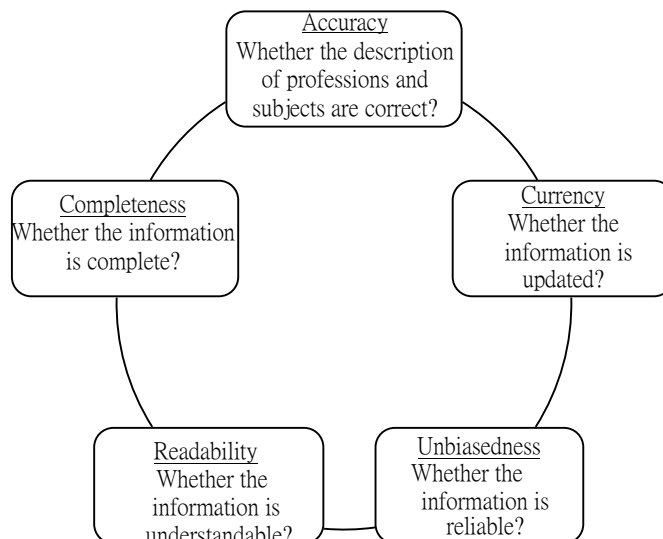 Accuracy
Whether the description
of professions and
subjects are correct?
Currency
Whether the
information is
updated?
Unbiasedness
Whether the
information is
reliable?
Readability
Whether the
information is
understandable?
Completeness
Whether the information
is complete?